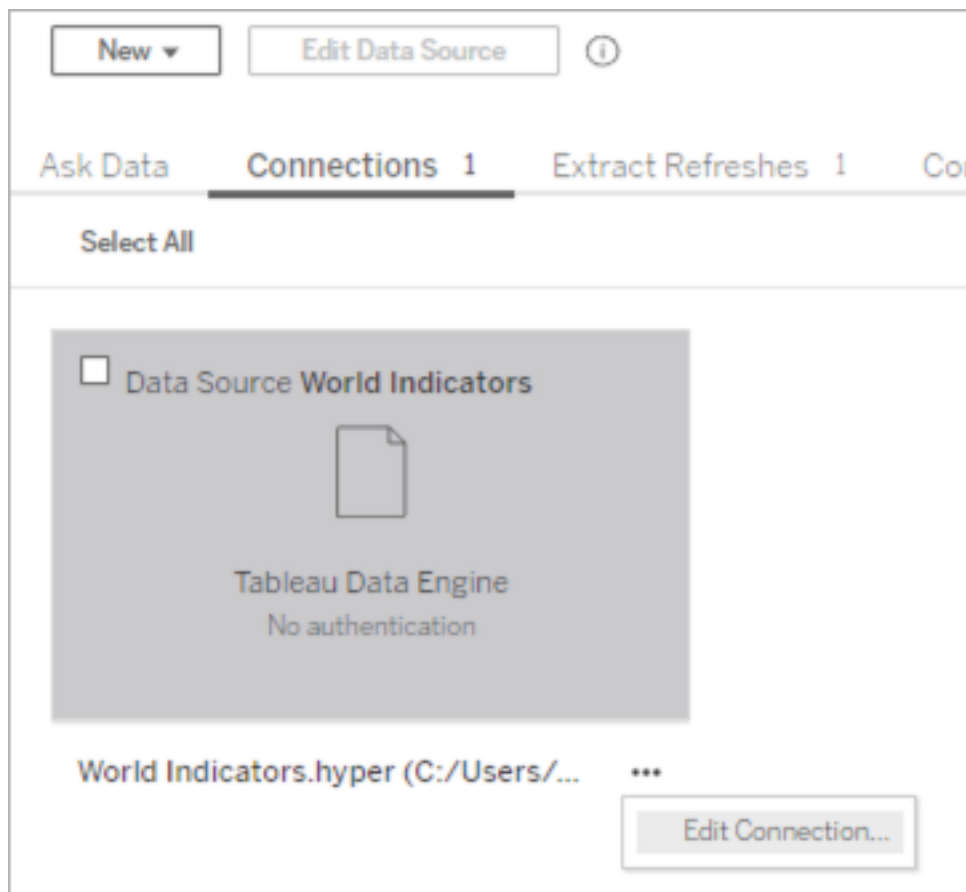 New Edit Data Source
Ask Data Connections 1 Extract Refreshes 1
Select All
Data Source World Indicators
Tableau Data Engine
No authentication
World Indicators.hyper (C:/Users/... •••
Edit Connection...